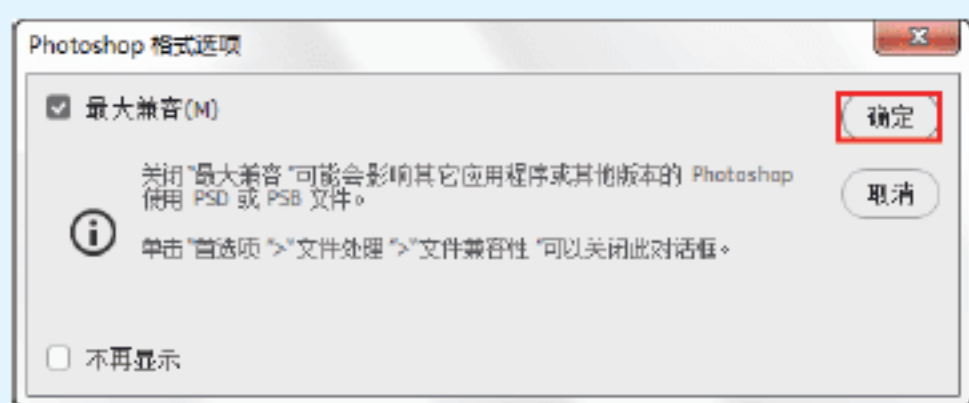 Photoshop 格式选项
最大兼容(M)
确定
关闭"最大兼容"可能会影响其它应用程序或其他版本的 Photoshop
使用 PSD 或 PSB 文件。
取消
单击"首选项">"文件处理">"文件兼容性"可以关闭此对话框。
不再显示